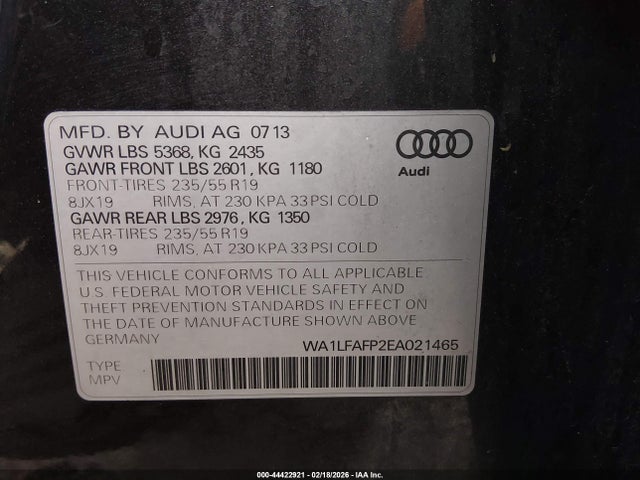 MFD. BY AUDI AG 07 13
GVWR LBS 5368, KG 2435
GAWR FRONT LBS 2601, KG 1180
FRONT-TIRES 235/55 R19
8JX19 RIMS, AT 230 KPA 33 PSI COLD
GAWR REAR LBS 2976, KG 1350
REAR-TIRES 235/55 R19
8JX19 RIMS, AT 230 KPA 33 PSI COLD
Audi
THIS VEHICLE CONFORMS TO ALL APPLICABLE
U.S. FEDERAL MOTOR VEHICLE SAFETY AND
THEFT PREVENTION STANDARDS IN EFFECT ON
THE DATE OF MANUFACTURE SHOWN ABOVE
GERMANY WA1LFAFP2EA021465
TYPE
MPV
000-44422921 - 02/18/2026 - IAA Inc.